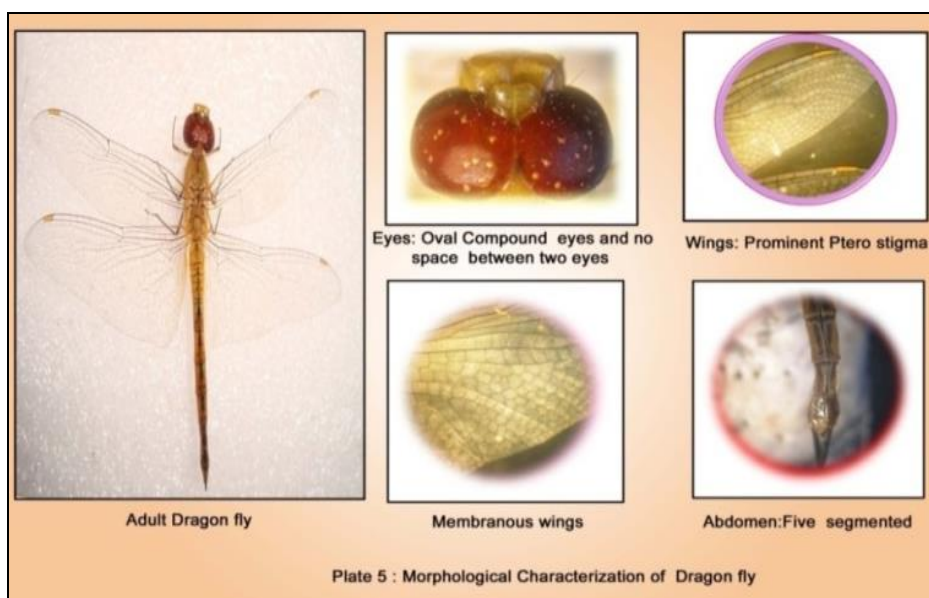 Eyes: Oval Compound eyes and no
space between two eyes
Wings: Prominent Ptero stigma
Adult Dragon fly
Membranous wings
Abdomen:Five segmented
Plate 5 : Morphological Characterization of Dragon fly